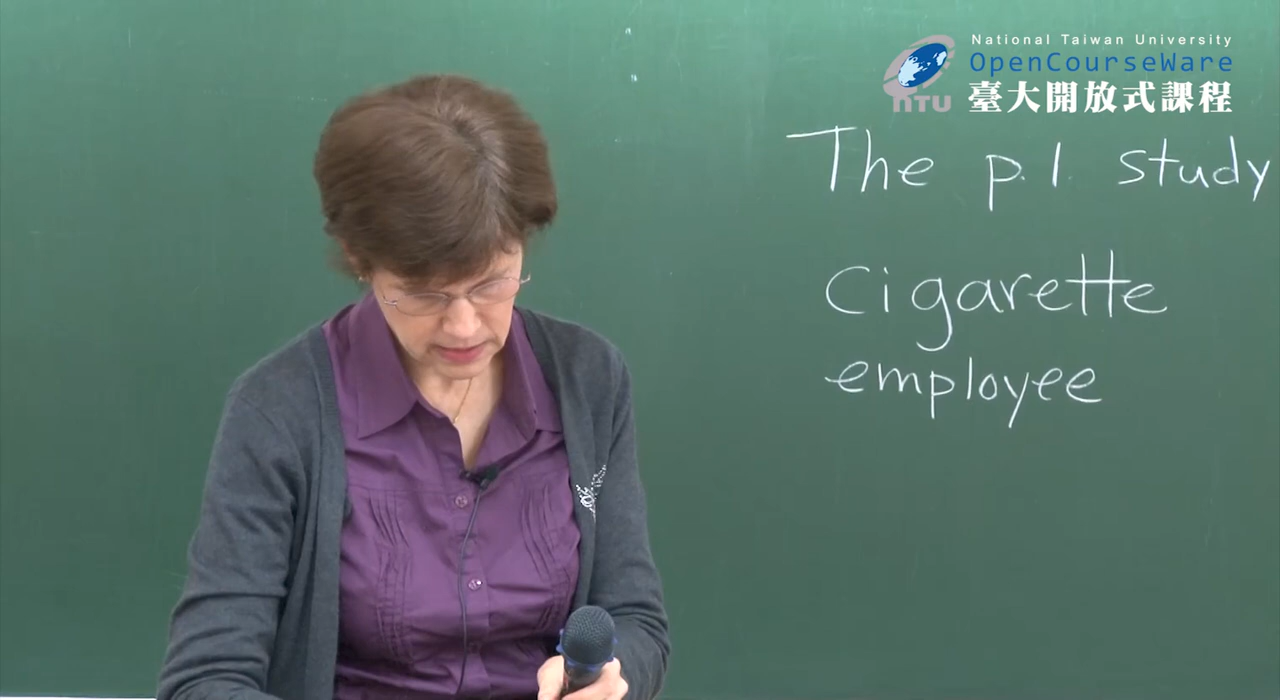 National Taiwan University
OpenCourseWare
NTU
臺大開放式課程
The p.1. study
Cigarette
employee